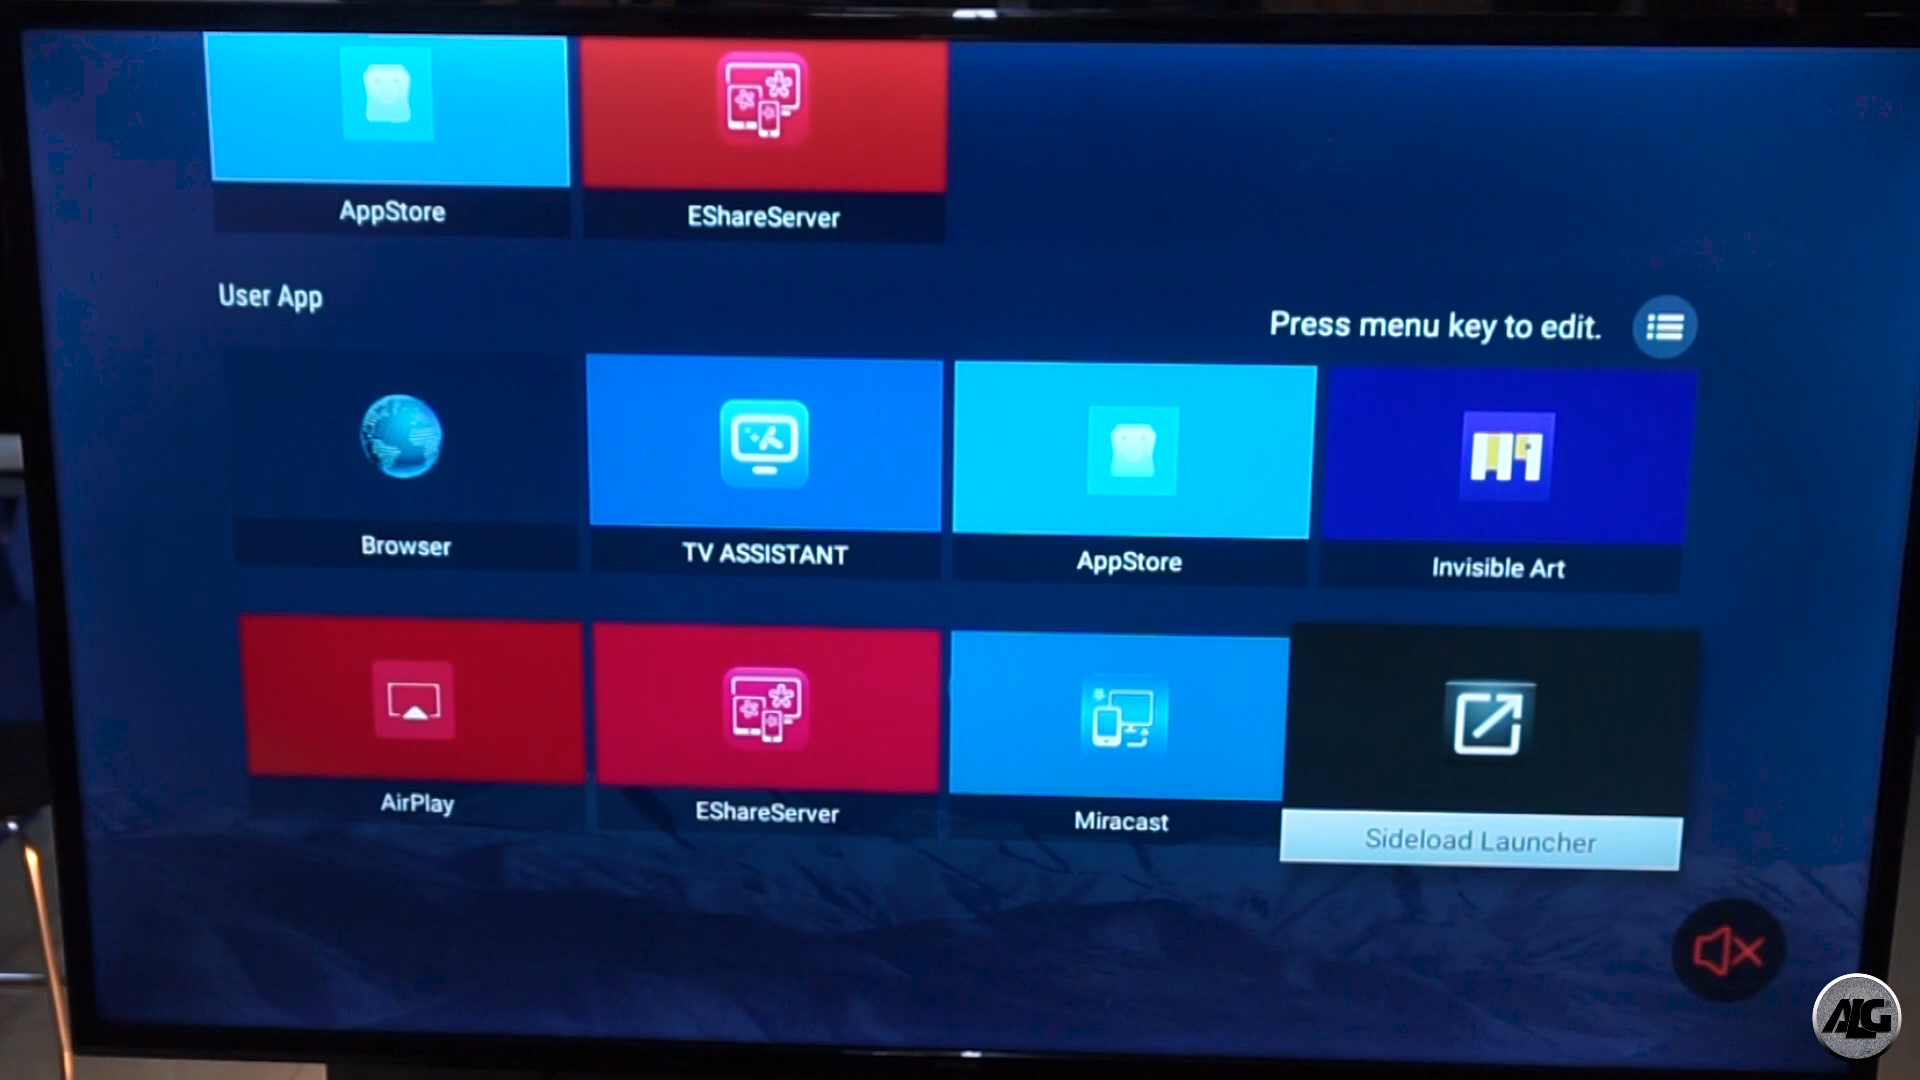 AppStore
EShareServer
User App
Press menu key to edit.
Browser
TV ASSISTANT
AppStore
Invisible Art
AirPlay
EShareServer
Miracast
Sideload Launcher
ALG